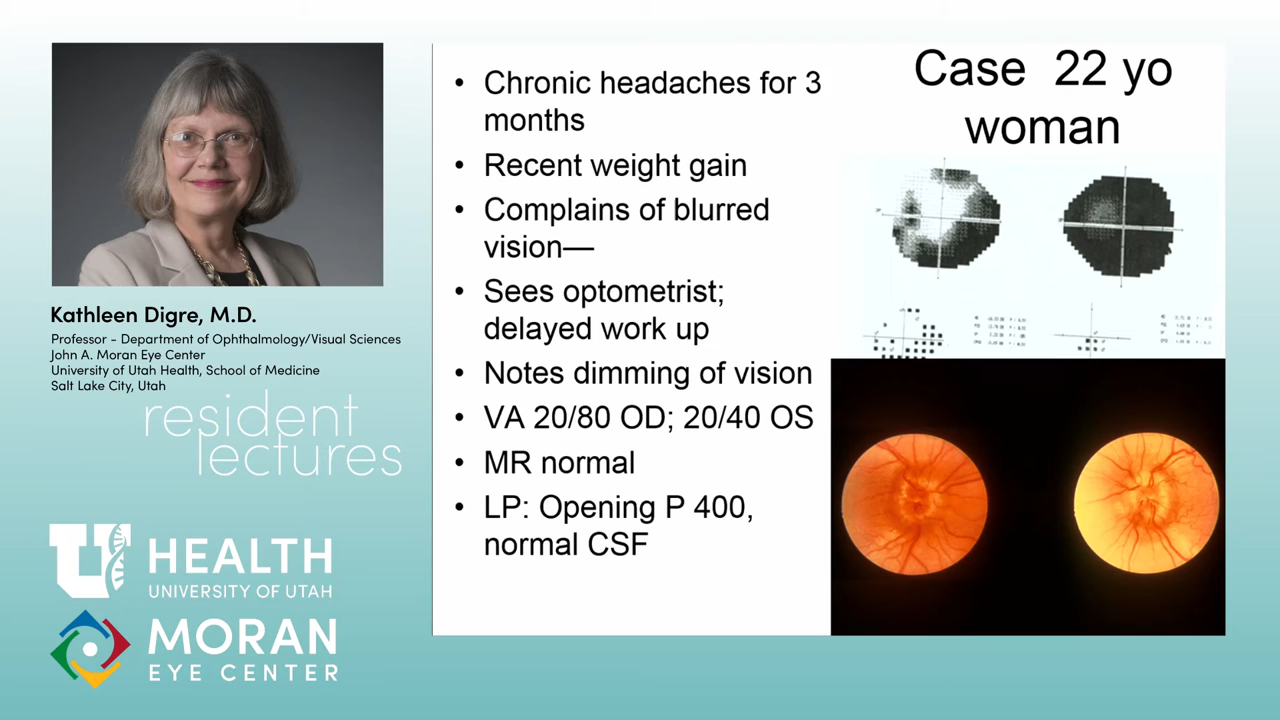 Kathleen Digre, M.D.
Professor - Department of Ophthalmology/Visual Sciences
John A. Moran Eye Center
University of Utah Health, School of Medicine
Salt Lake City, Utah
resident
lectures
U
HEALTH
UNIVERSITY OF UTAH
MORAN
EYE CENTER
• Chronic headaches for 3
months
• Recent weight gain
• Complains of blurred
vision—
• Sees optometrist;
delayed work up
• Notes dimming of vision
• VA 20/80 OD; 20/40 OS
• MR normal
• LP: Opening P 400,
normal CSF
Case 22 yo
woman